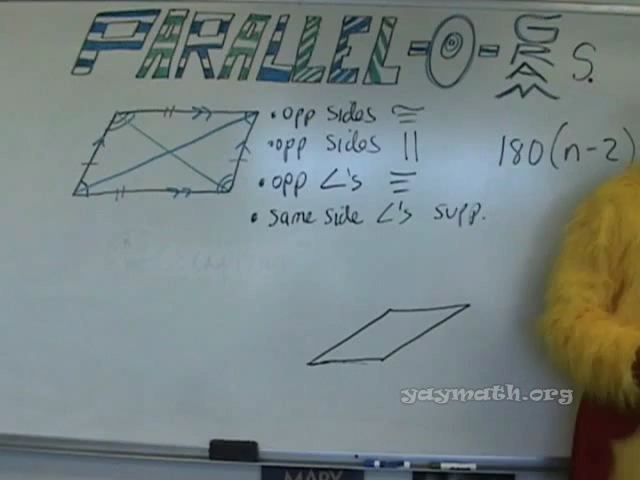 PARALLEL-O-GRAMS.
• opp sides ≅
• opp sides ||
• opp ∠'s ≅
• same side ∠'s supp.
180(n-2)
yaymath.org
MARY